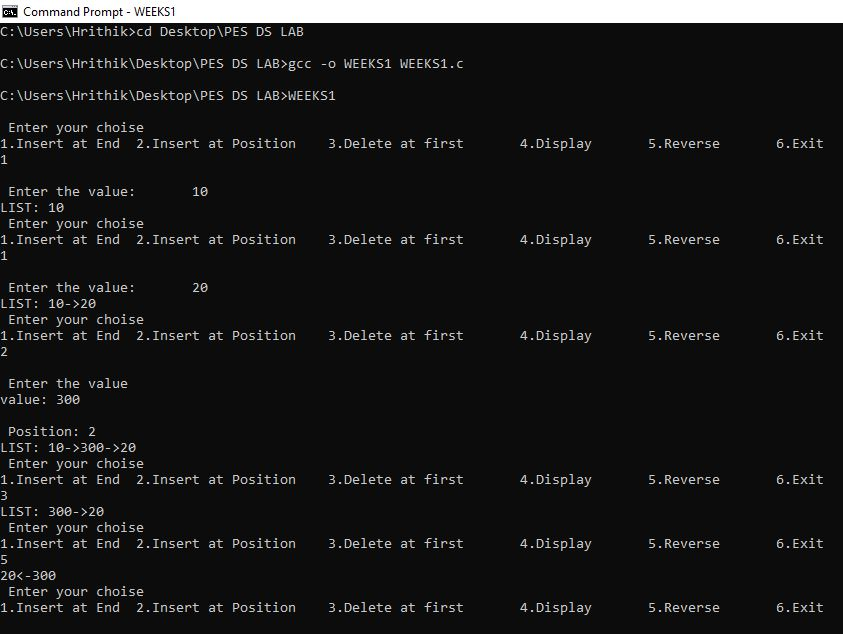 Command Prompt - WEEKS1
C:\Users\Hrithik>cd Desktop\PES DS LAB
C:\Users\Hrithik\Desktop\PES DS LAB>gcc -o WEEKS1 WEEKS1.c
C:\Users\Hrithik\Desktop\PES DS LAB>WEEKS1
Enter your choise
1.Insert at End  2.Insert at Position    3.Delete at first       4.Display       5.Reverse       6.Exit
1
Enter the value:       10
LIST: 10
Enter your choise
1.Insert at End  2.Insert at Position    3.Delete at first       4.Display       5.Reverse       6.Exit
1
Enter the value:       20
LIST: 10->20
Enter your choise
1.Insert at End  2.Insert at Position    3.Delete at first       4.Display       5.Reverse       6.Exit
2
Enter the value
value: 300
Position: 2
LIST: 10->300->20
Enter your choise
1.Insert at End  2.Insert at Position    3.Delete at first       4.Display       5.Reverse       6.Exit
3
LIST: 300->20
Enter your choise
1.Insert at End  2.Insert at Position    3.Delete at first       4.Display       5.Reverse       6.Exit
5
20<-300
Enter your choise
1.Insert at End  2.Insert at Position    3.Delete at first       4.Display       5.Reverse       6.Exit